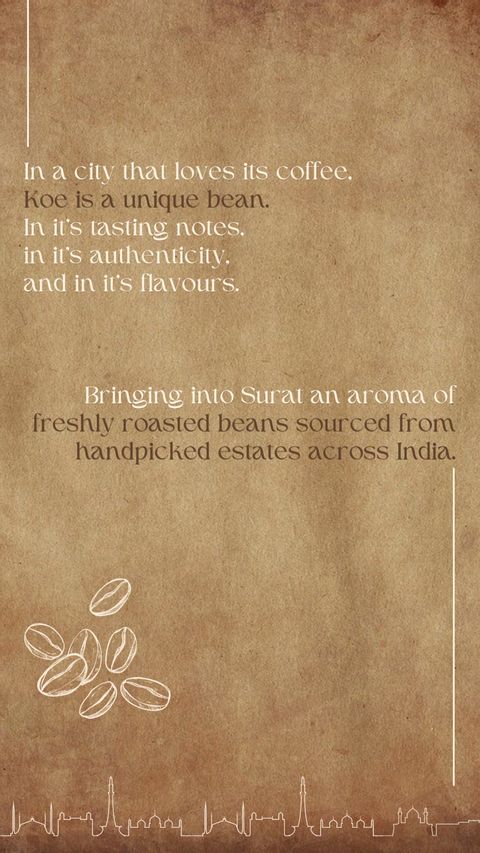 In a city that loves its coffee,
Koe is a unique bean.
In it's tasting notes,
in it's authenticity,
and in it's flavours.
Bringing into Surat an aroma of
freshly roasted beans sourced from
handpicked estates across India.